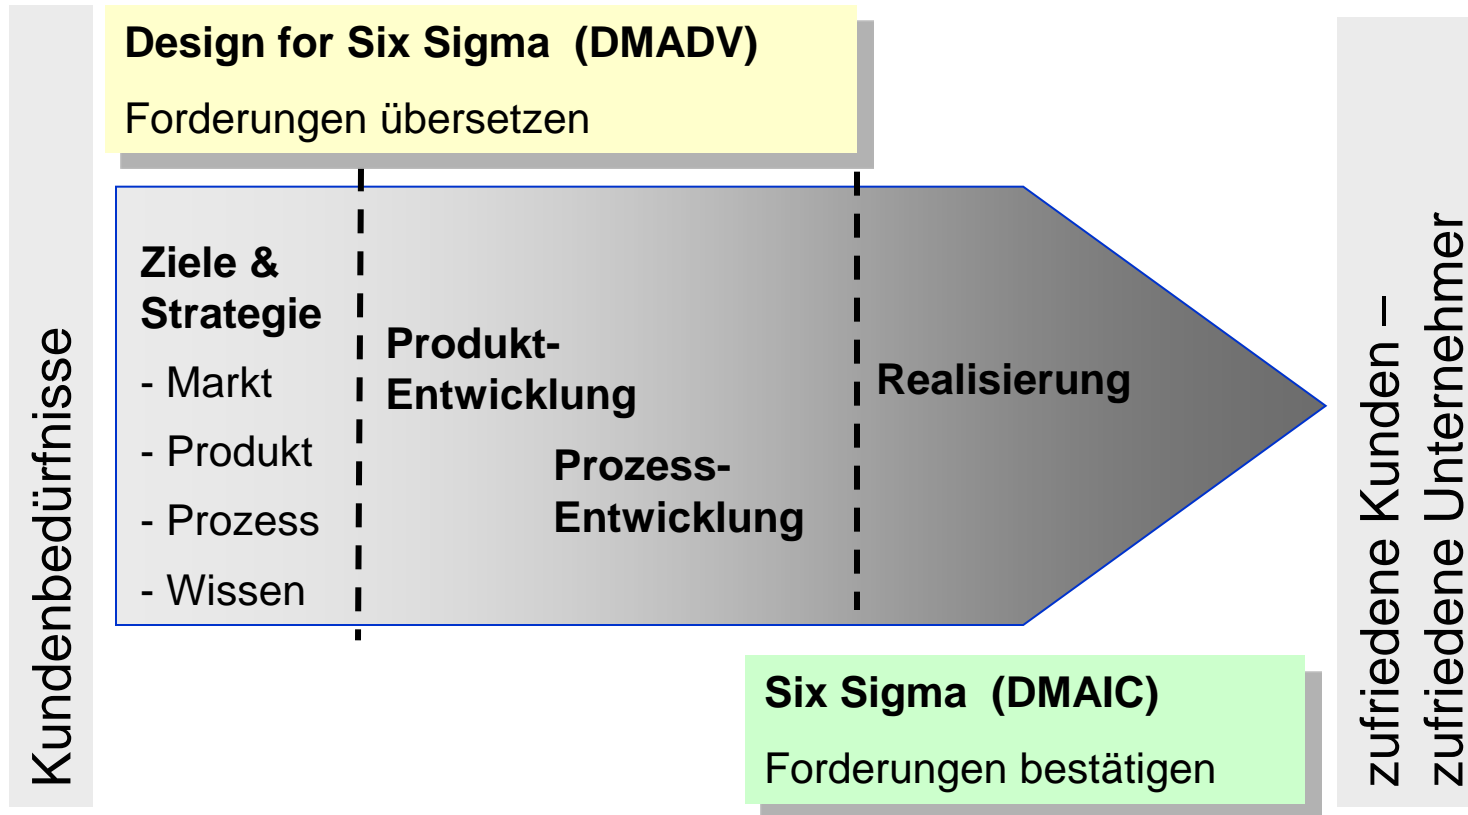 Kundenbedürfnisse
Design for Six Sigma (DMADV)
Forderungen übersetzen
Ziele &
Strategie
- Markt
- Produkt
- Prozess
- Wissen
Produkt-
Entwicklung
Prozess-
Entwicklung
Realisierung
Six Sigma (DMAIC)
Forderungen bestätigen
zufriedene Kunden –
zufriedene Unternehmer